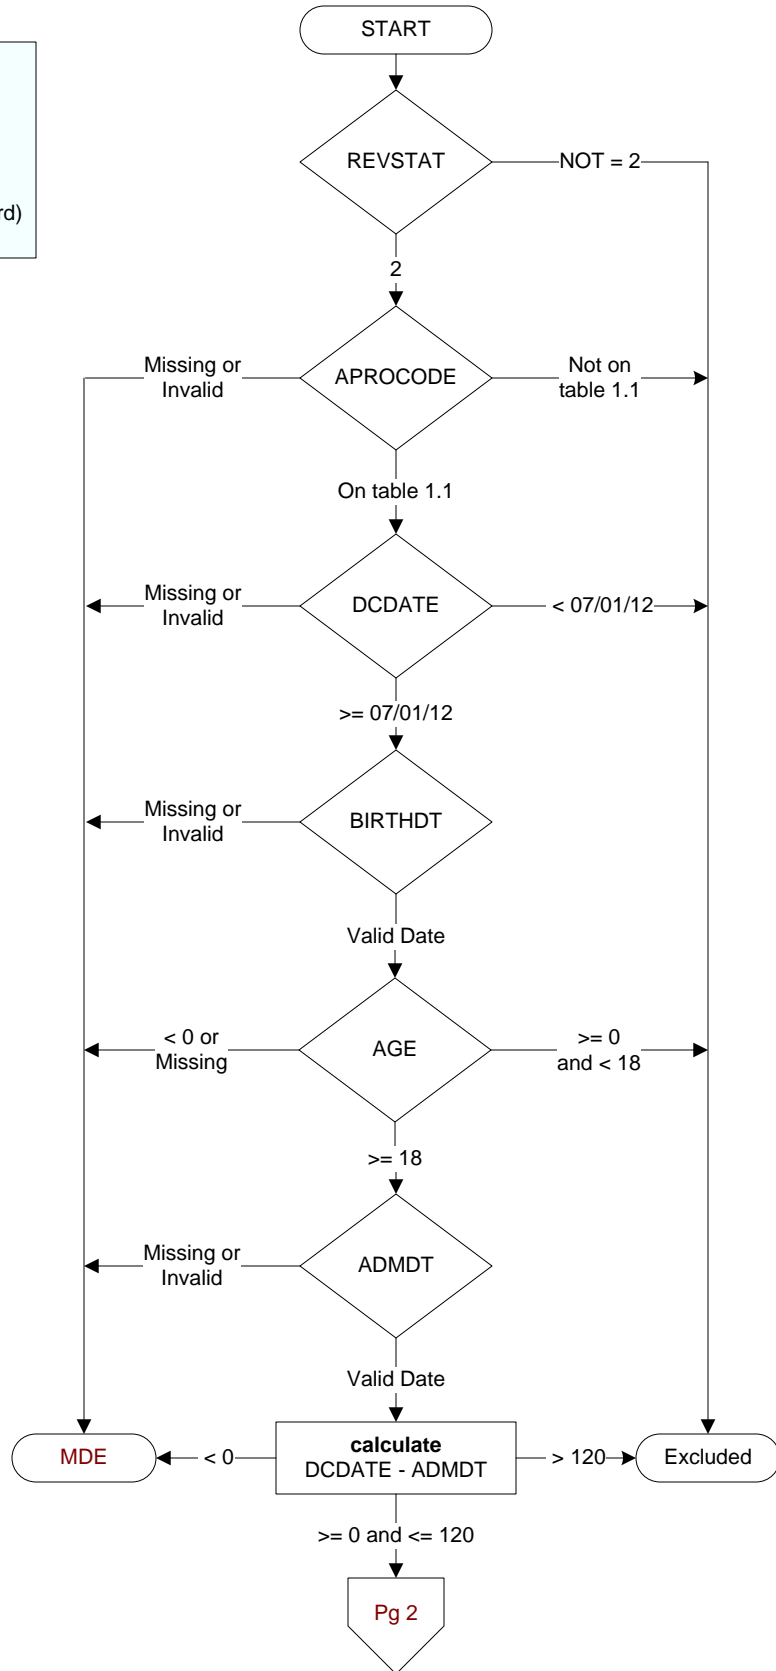 START
rd)
REVSTAT
NOT = 2
2
Missing or
Invalid
APROCODE
Not on
table 1.1
On table 1.1
Missing or
Invalid
DCDATE
< 07/01/12
>= 07/01/12
Missing or
Invalid
BIRTHDT
Valid Date
< 0 or
Missing
AGE
>= 0
and < 18
>= 18
Missing or
Invalid
ADMDT
Valid Date
MDE
< 0
calculate
DCDATE - ADMDT
> 120
Excluded
>= 0 and <= 120
Pg 2